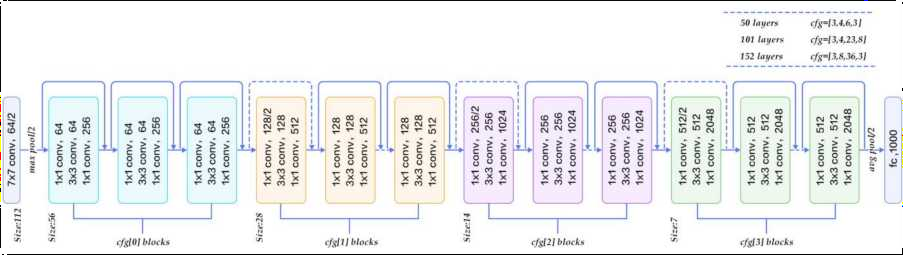 50 layers cfg=[3,4,6,3]
101 layers cfg=[3,4,23,8]
152 layers cfg=[3,8,36,3]
7x7 conv, 64/2
max pool/2
1x1 conv, 64
3x3 conv, 64
1x1 conv, 256
1x1 conv, 64
3x3 conv, 64
1x1 conv, 256
1x1 conv, 64
3x3 conv, 64
1x1 conv, 256
1x1 conv, 128/2
3x3 conv, 128
1x1 conv, 512
1x1 conv, 128
3x3 conv, 128
1x1 conv, 512
1x1 conv, 128
3x3 conv, 128
1x1 conv, 512
1x1 conv, 256/2
3x3 conv, 256
1x1 conv, 1024
1x1 conv, 256
3x3 conv, 256
1x1 conv, 1024
1x1 conv, 256
3x3 conv, 256
1x1 conv, 1024
1x1 conv, 512/2
3x3 conv, 512
1x1 conv, 2048
1x1 conv, 512
3x3 conv, 512
1x1 conv, 2048
1x1 conv, 512
3x3 conv, 512
1x1 conv, 2048
avg pool/2
fc, 1000
Size:112
Size:56
cfg[0] blocks
Size:28
cfg[1] blocks
Size:14
cfg[2] blocks
Size:7
cfg[3] blocks